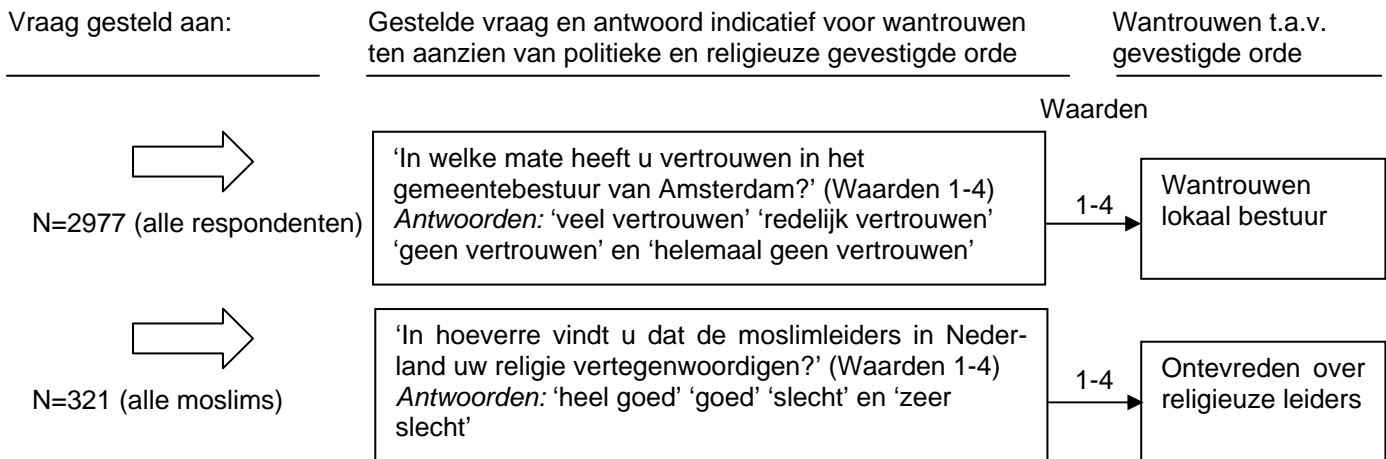 Vraag gesteld aan:
Gestelde vraag en antwoord indicatief voor wantrouwen
ten aanzien van politieke en religieuze gevestigde orde
Wantrouwen t.a.v.
gevestigde orde
Waarden
N=2977 (alle respondenten)
‘In welke mate heeft u vertrouwen in het
gemeentebestuur van Amsterdam?’ (Waarden 1-4)
Antwoorden: ‘veel vertrouwen’ ‘redelijk vertrouwen’
‘geen vertrouwen’ en ‘helemaal geen vertrouwen’
1-4
Wantrouwen
lokaal bestuur
N=321 (alle moslims)
‘In hoeverre vindt u dat de moslimleiders in Neder-
land uw religie vertegenwoordigen?’ (Waarden 1-4)
Antwoorden: ‘heel goed’ ‘goed’ ‘slecht’ en ‘zeer
slecht’
1-4
Ontevreden over
religieuze leiders